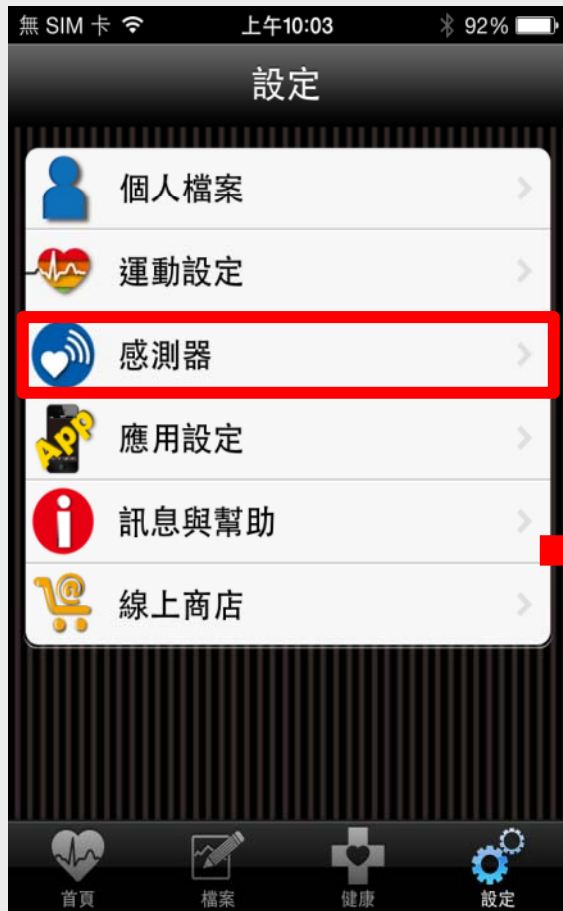 無 SIM 卡 上午10:03 92%
設定
個人檔案
運動設定
感測器
App 應用設定
訊息與幫助
線上商店
首頁 檔案 健康 設定